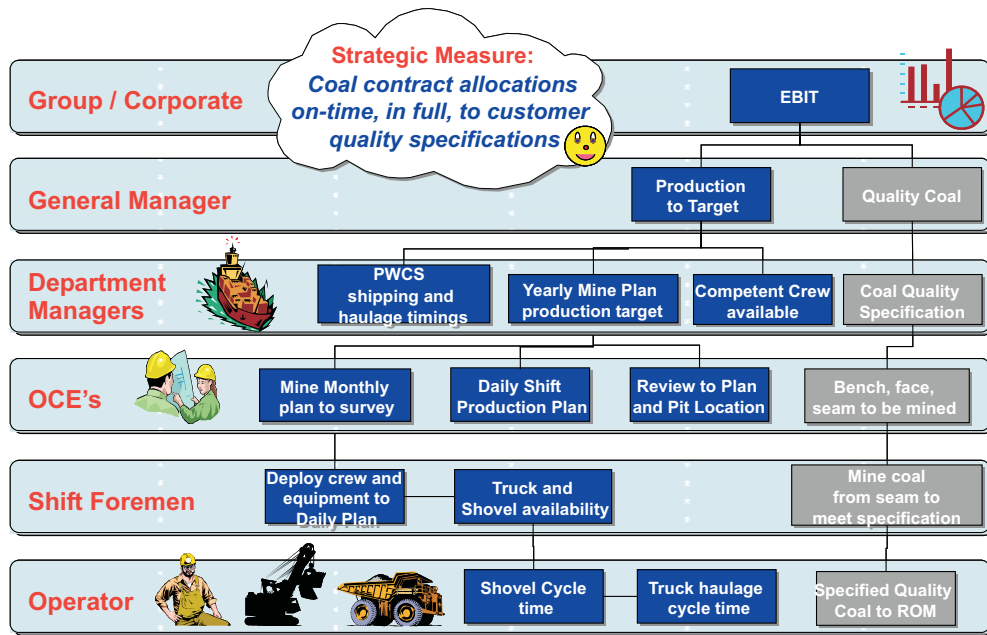 Strategic Measure:
Coal contract allocations
on-time, in full, to customer
quality specifications
Group / Corporate
EBIT
General Manager
Production
to Target
Quality Coal
Department
Managers
PWCS
shipping and
haulage timings
Yearly Mine Plan
production target
Competent Crew
available
Coal Quality
Specification
OCE's
Mine Monthly
plan to survey
Daily Shift
Production Plan
Review to Plan
and Pit Location
Bench, face,
seam to be mined
Shift Foremen
Deploy crew and
equipment to
Daily Plan
Truck and
Shovel availability
Mine coal
from seam to
meet specification
Operator
Shovel Cycle
time
Truck haulage
cycle time
Specified Quality
Coal to ROM